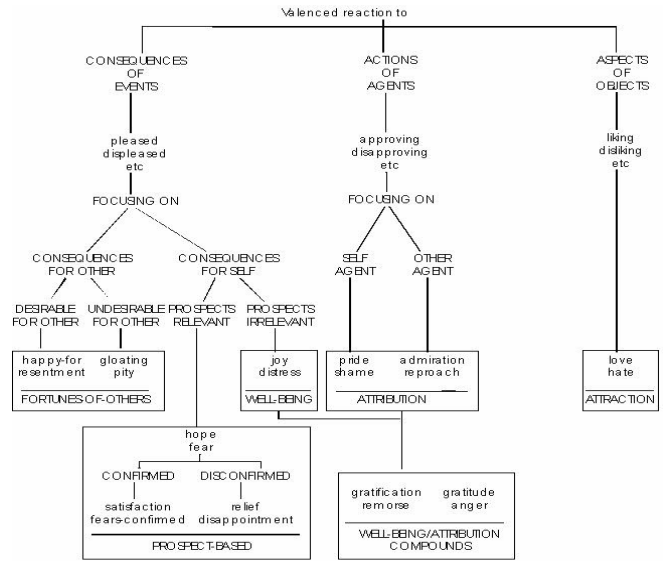 Valenced reaction to
CONSEQUENCES
OF
EVENTS
ACTIONS
OF
AGENTS
ASPECTS
OF
OBJECTS
pleased
displeased
etc
approving
disapproving
etc
liking
disliking
etc
FOCUSING ON
FOCUSING ON
CONSEQUENCES
FOR OTHER
CONSEQUENCES
FOR SELF
SELF
AGENT
OTHER
AGENT
DESIRABLE
FOR OTHER
UNDESIRABLE
FOR OTHER
PROSPECTS
RELEVANT
PROSPECTS
IRRELEVANT
happy-for
resentment
gloating
pity
FORTUNES-OF-OTHERS
joy
distress
WELL-BEING
pride
shame
admiration
reproach
ATTRIBUTION
love
hate
ATTRACTION
hope
fear
CONFIRMED
DISCONFIRMED
satisfaction
fears-confirmed
relief
disappointment
PROSPECT-BASED
gratification
remorse
gratitude
anger
WELL-BEING/ATTRIBUTION
COMPOUNDS